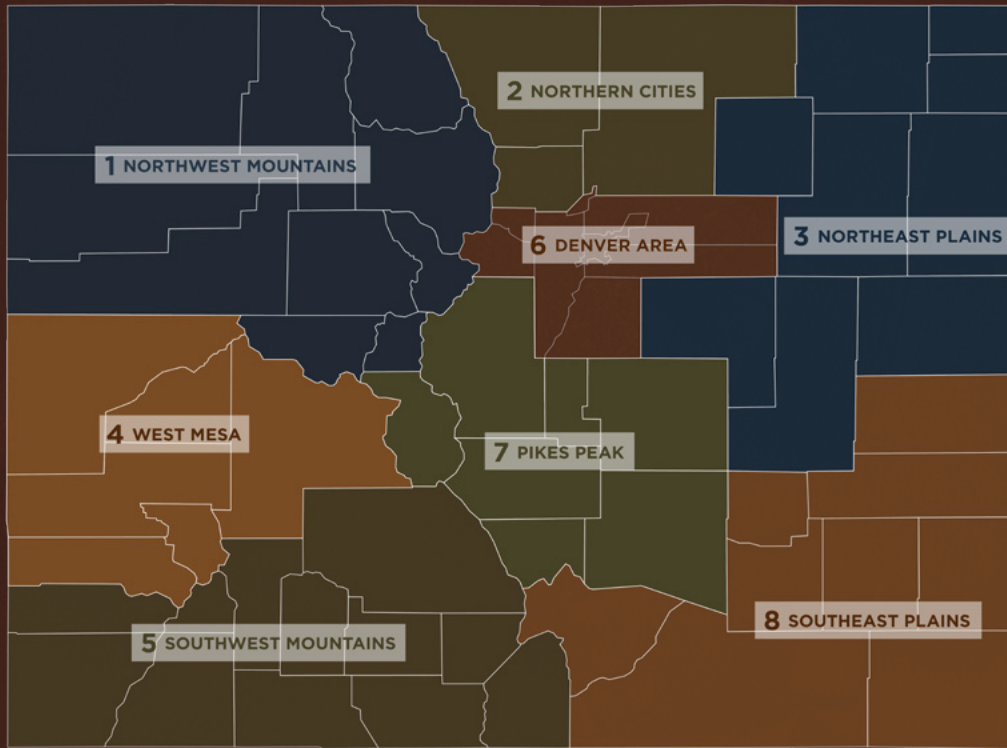 2 NORTHERN CITIES
1 NORTHWEST MOUNTAINS
3 NORTHEAST PLAINS
6 DENVER AREA
4 WEST MESA
7 PIKES PEAK
8 SOUTHEAST PLAINS
5 SOUTHWEST MOUNTAINS